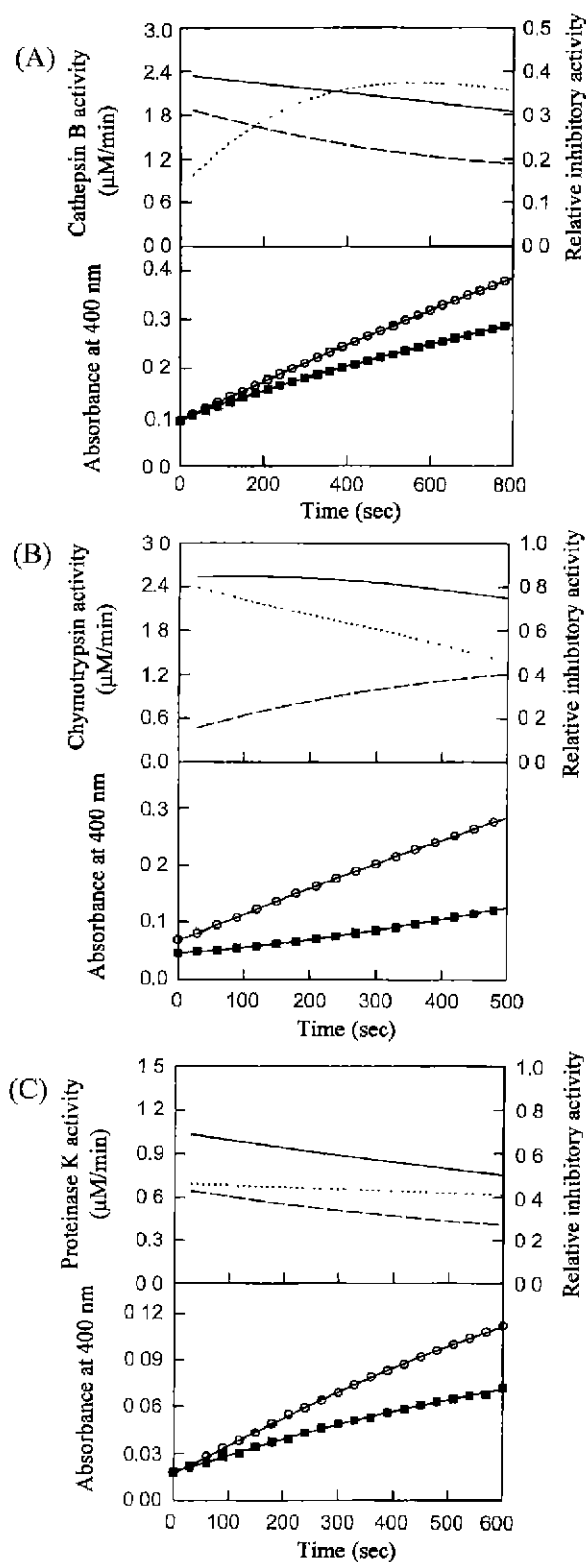 (A)
Cathepsin B activity
(μM/min)
3.0
2.4
1.8
1.2
0 6
0 0
0.5
0.4
0.3
0.2
0.1
0 0
Relative inhibitory activity
Absorbance at 400 nm
0.4
0.3
0.2
0.1
0 0
0 200 400 600 800
Time (sec)
(B)
Chymotrypsin activity
(μM/min)
3.0
2.4
1.8
1.2
0.6
0.0
1 0
0 8
0 6
0 4
0 2
0 0
Relative inhibitory activity
Absorbance at 400 nm
0.3
0.2
0.1
0.0
0 100 200 300 400 500
Time (sec)
(C)
Proteinase K activity
(μM/min)
1.5
1.2
0.9
0.6
0.3
0 0
1.0
0.8
0 6
0 4
0 2
0 0
Relative inhibitory activity
Absorbance at 400 nm
0.12
0.09
0.06
0.03
0 00
0 100 200 300 400 500 600
Time (sec)